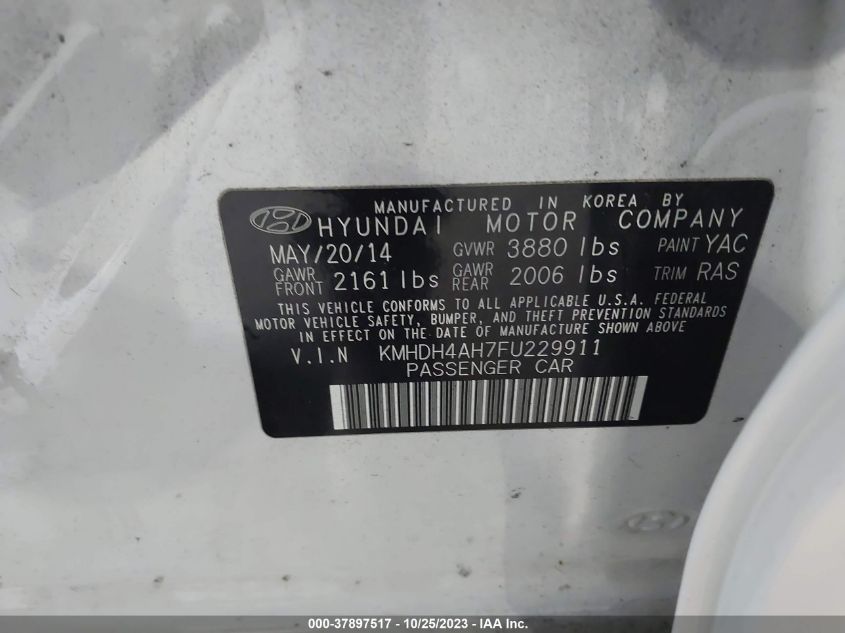 MANUFACTURED IN KOREA BY
HYUNDAI MOTOR COMPANY
MAY/20/14 GVWR 3880 lbs PAINT YAC
GAWR FRONT 2161 lbs GAWR REAR 2006 lbs TRIM RAS
THIS VEHICLE CONFORMS TO ALL APPLICABLE U.S.A. FEDERAL
MOTOR VEHICLE SAFETY, BUMPER, AND THEFT PREVENTION STANDARDS
IN EFFECT ON THE DATE OF MANUFACTURE SHOWN ABOVE
V.I.N KMHDH4AH7FU229911
PASSENGER CAR
000-37897517 - 10/25/2023 - © IAA Inc.